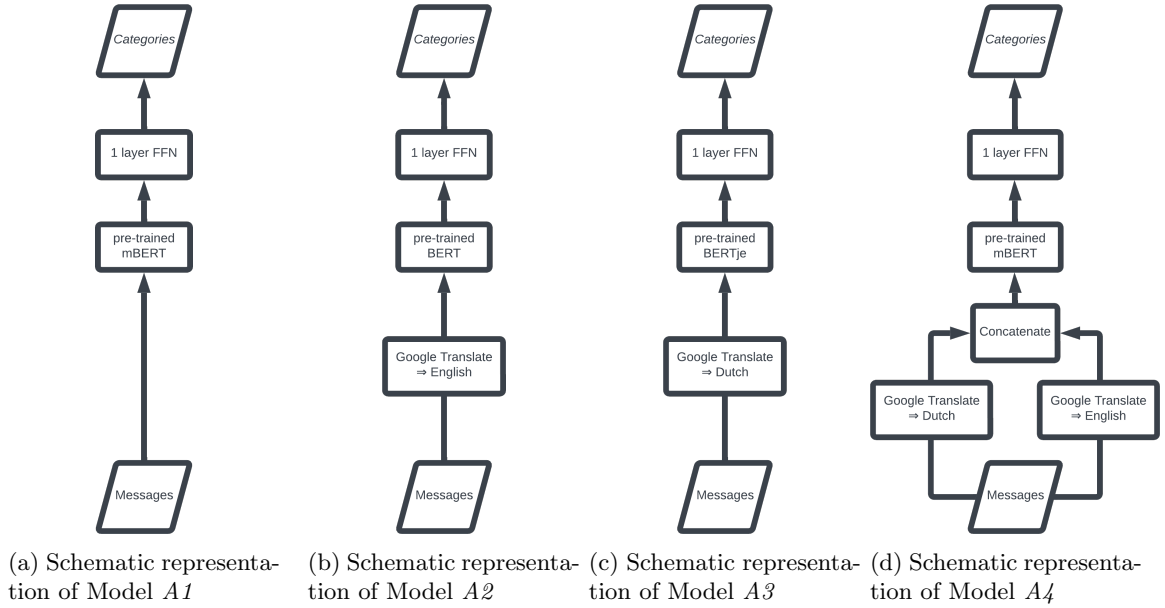 Categories
1 layer FFN
pre-trained
mBERT
Messages
(a) Schematic representa-
tion of Model A1
Categories
1 layer FFN
pre-trained
BERT
Google Translate
⇒ English
Messages
(b) Schematic representa-
tion of Model A2
Categories
1 layer FFN
pre-trained
BERTje
Google Translate
⇒ Dutch
Messages
(c) Schematic representa-
tion of Model A3
Categories
1 layer FFN
pre-trained
mBERT
Concatenate
Google Translate
⇒ Dutch
Google Translate
⇒ English
Messages
(d) Schematic representa-
tion of Model A4